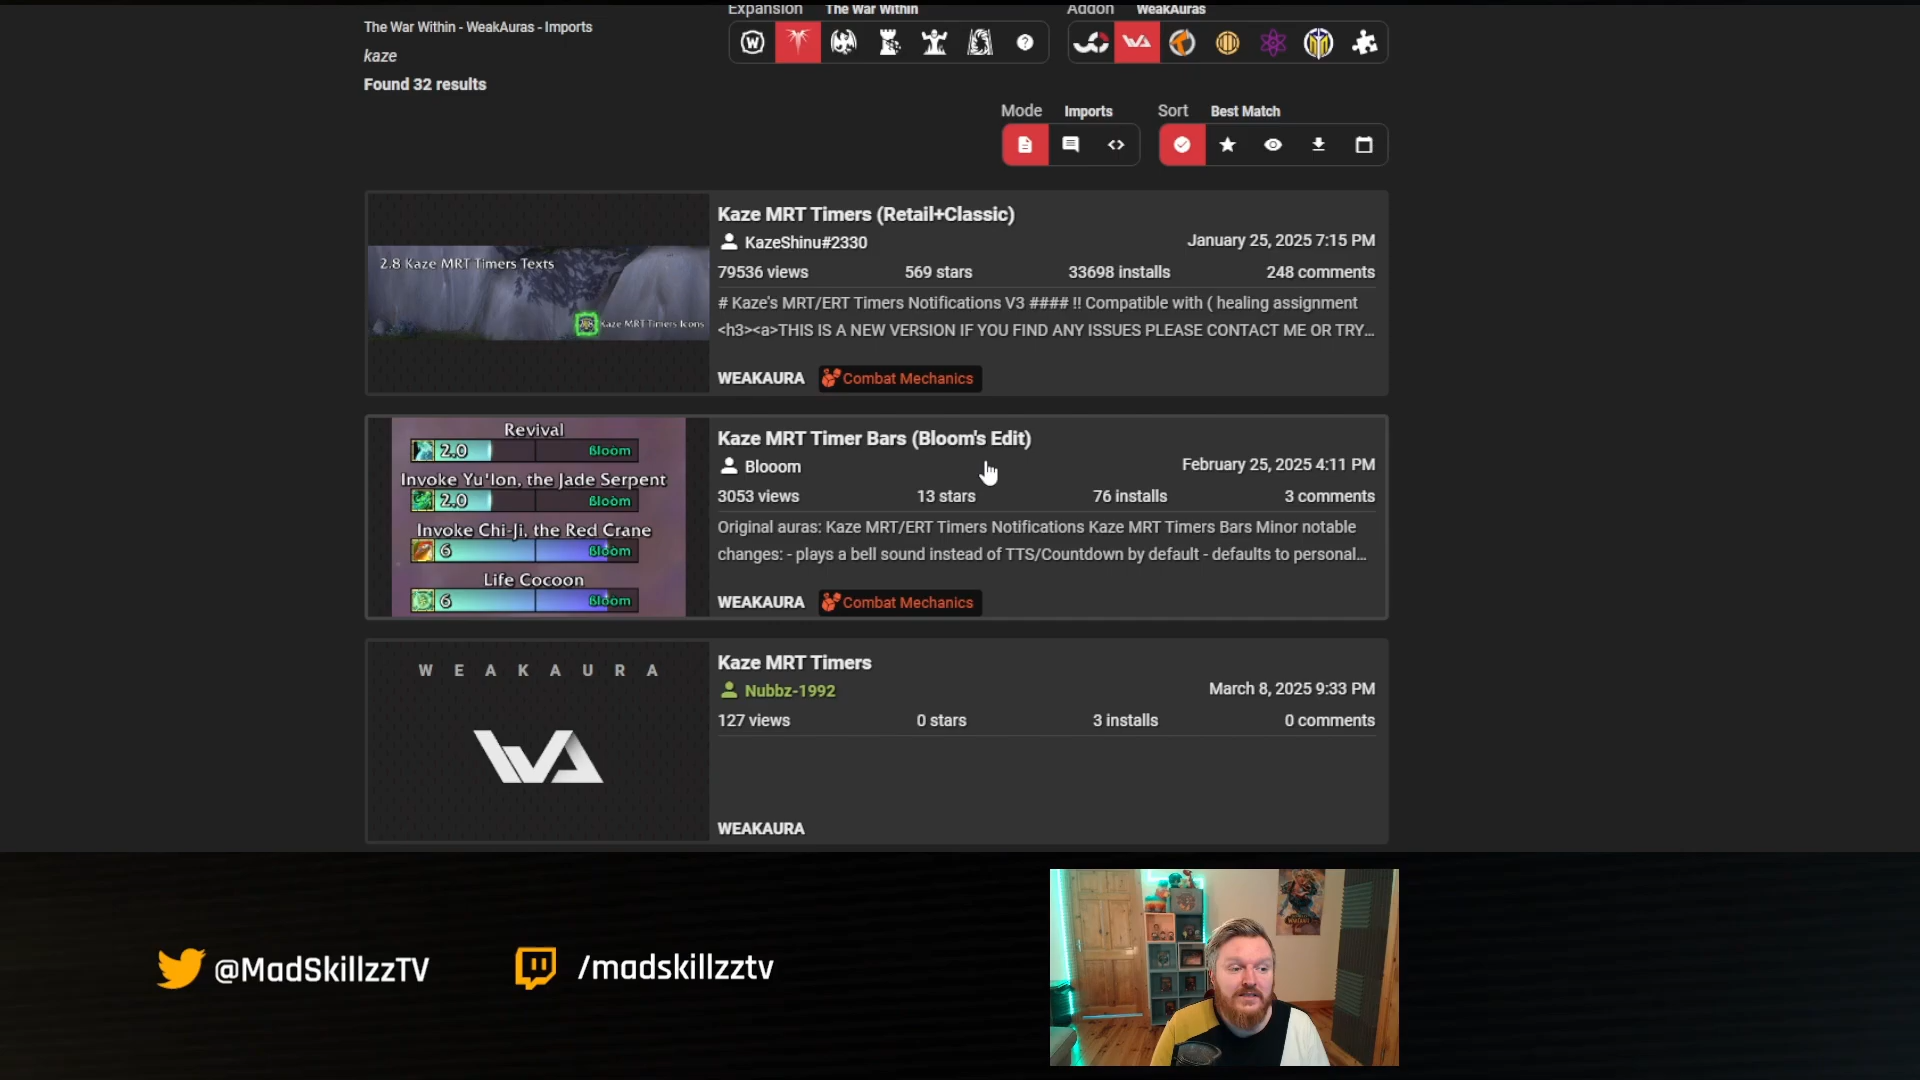 Expansion The War Within
Addon WeakAuras
The War Within - WeakAuras - Imports
kaze
Found 32 results
Mode Imports
Sort Best Match
2.8 Kaze MRT Timers Texts
Kaze MRT Timers Icons
Kaze MRT Timers (Retail+Classic)
KazeShinu#2330
January 25, 2025 7:15 PM
79536 views 569 stars 33698 installs 248 comments
# Kaze's MRT/ERT Timers Notifications V3 #### !! Compatible with ( healing assignment
<h3><a>THIS IS A NEW VERSION IF YOU FIND ANY ISSUES PLEASE CONTACT ME OR TRY...
WEAKAURA Combat Mechanics
Revival
2.0 Bloom
Invoke Yu'lon, the Jade Serpent
2.0 Bloom
Invoke Chi-Ji, the Red Crane
6 Bloom
Life Cocoon
6 Bloom
Kaze MRT Timer Bars (Bloom's Edit)
Blooom
February 25, 2025 4:11 PM
3053 views 13 stars 76 installs 3 comments
Original auras: Kaze MRT/ERT Timers Notifications Kaze MRT Timers Bars Minor notable
changes: - plays a bell sound instead of TTS/Countdown by default - defaults to personal...
WEAKAURA Combat Mechanics
WEAKAURA
Kaze MRT Timers
Nubbz-1992
March 8, 2025 9:33 PM
127 views 0 stars 3 installs 0 comments
WEAKAURA
@MadSkillzzTV
/madskillzztv